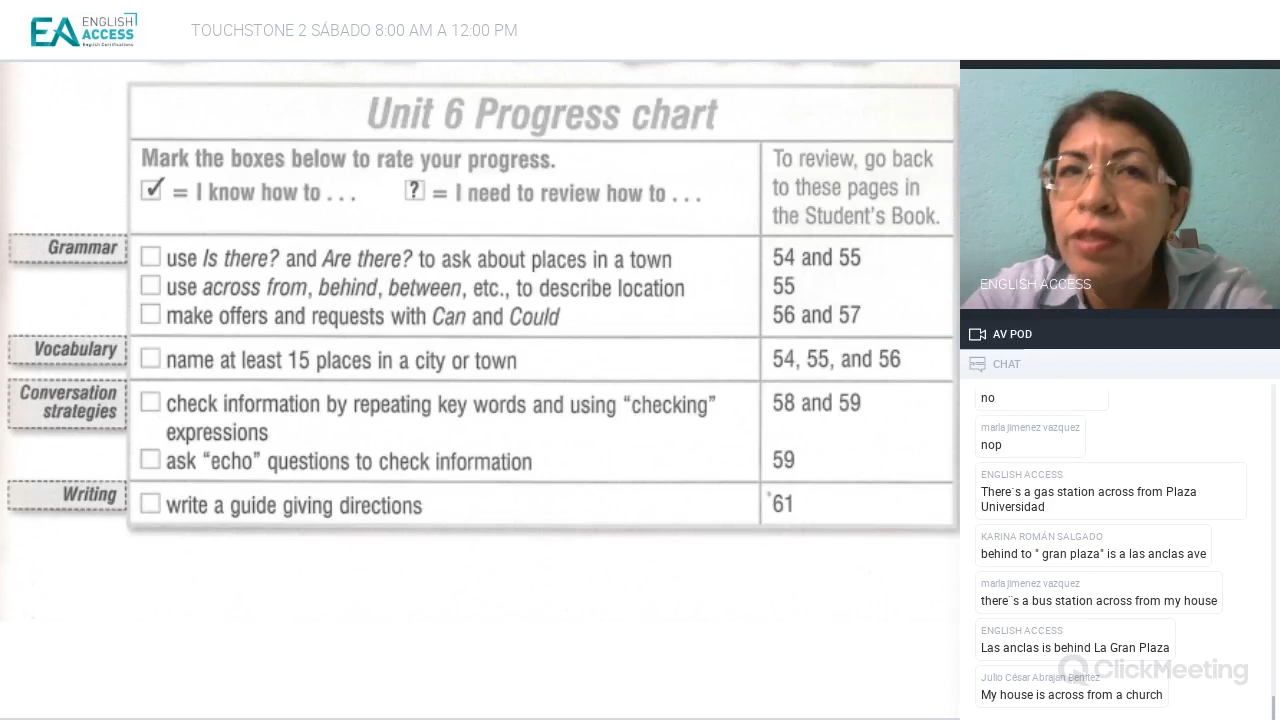 EA ENGLISH
ACCESS
English Certifications
TOUCHSTONE 2 SÁBADO 8:00 AM A 12:00 PM
Unit 6 Progress chart
Mark the boxes below to rate your progress.
✓ = I know how to . . .
? = I need to review how to . . .
To review, go back
to these pages in
the Student's Book.
Grammar
use Is there? and Are there? to ask about places in a town
54 and 55
use across from, behind, between, etc., to describe location
55
make offers and requests with Can and Could
56 and 57
Vocabulary
name at least 15 places in a city or town
54, 55, and 56
Conversation
strategies
check information by repeating key words and using “checking”
expressions
58 and 59
ask “echo” questions to check information
59
Writing
write a guide giving directions
61
ENGLISH ACCESS
AV POD
CHAT
no
marla jimenez vazquez
nop
ENGLISH ACCESS
There¨s a gas station across from Plaza
Universidad
KARINA ROMÁN SALGADO
behind to " gran plaza" is a las anclas ave
marla jimenez vazquez
there¨s a bus station across from my house
ENGLISH ACCESS
Las anclas is behind La Gran Plaza
Julio César Abrajan Benitez
My house is across from a church
ClickMeeting